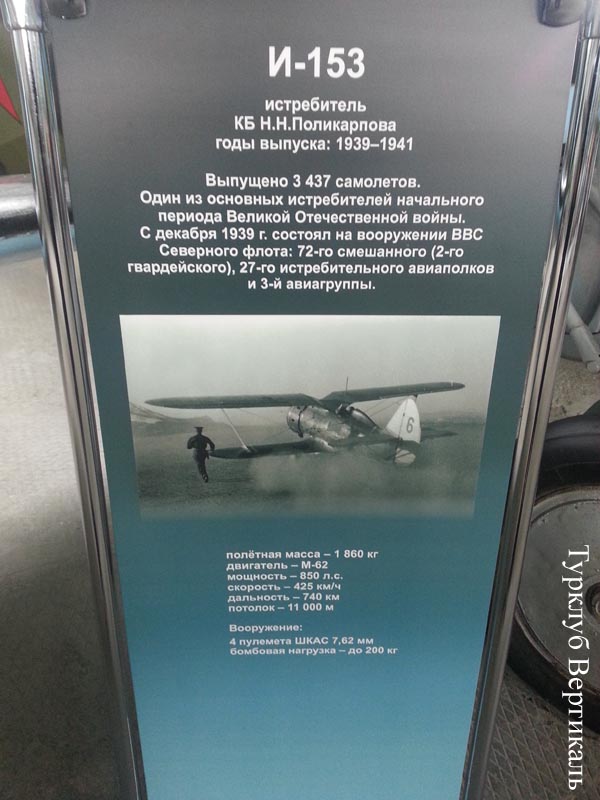 И-153
истребитель
КБ Н.Н.Поликарпова
годы выпуска: 1939–1941
Выпущено 3 437 самолетов.
Один из основных истребителей начального
периода Великой Отечественной войны.
С декабря 1939 г. состоял на вооружении ВВС
Северного флота: 72-го смешанного (2-го
гвардейского), 27-го истребительного авиаполков
и 3-й авиагруппы.
6
полётная масса – 1 860 кг
двигатель – М-62
мощность – 850 л.с.
скорость – 425 км/ч
дальность – 740 км
потолок – 11 000 м
Вооружение:
4 пулемета ШКАС 7,62 мм
бомбовая нагрузка – до 200 кг
Турклуб Вертикаль